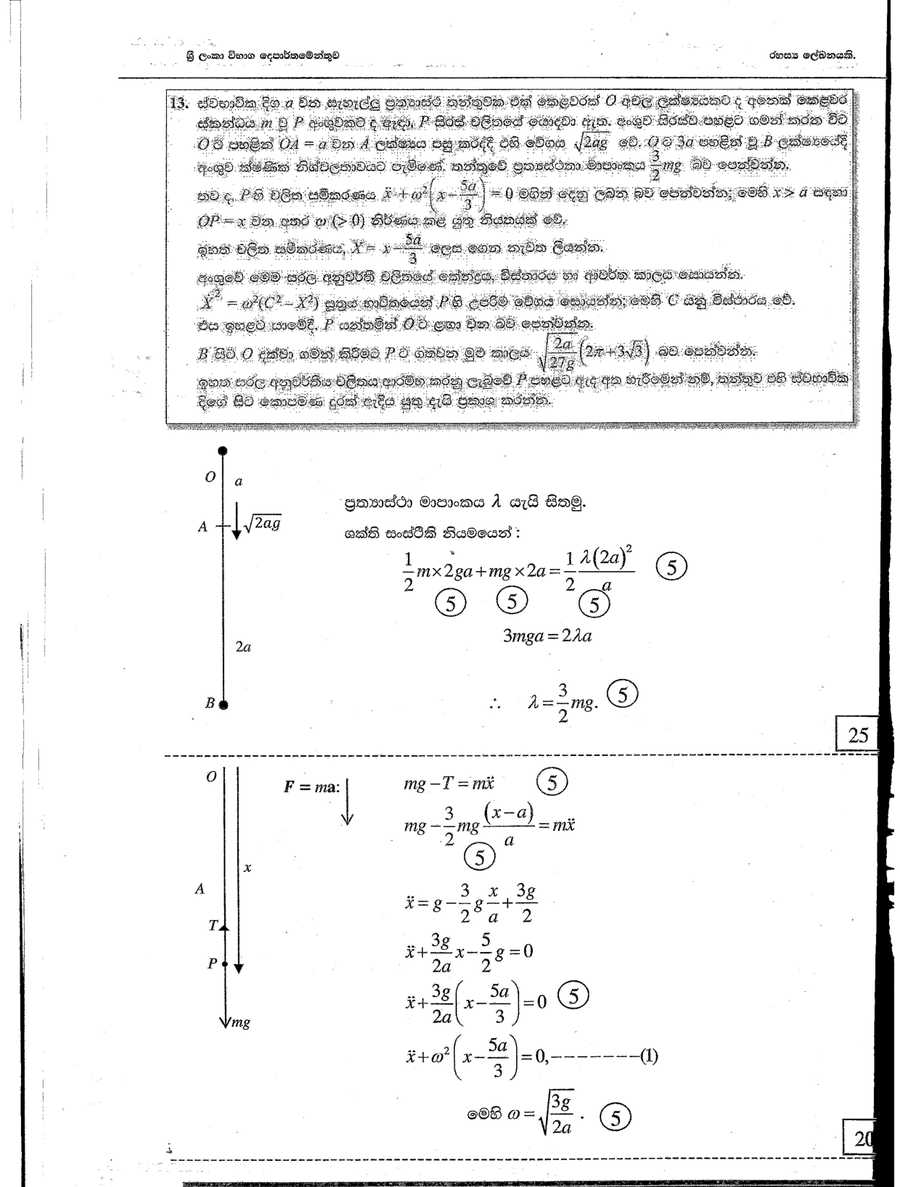 ශ්‍රී ලංකා විභාග දෙපාර්තමේන්තුව
රහස්‍ය ලේඛනයකි.
13. ස්වභාවික දිග a වන සැහැල්ලු ප්‍රත්‍යාස්ථ තන්තුවක එක් කෙළවරක් O අචල ලක්ෂ්‍යයකට ද අනෙක් කෙළවර
ස්කන්ධය m වූ P අංශුවකට ද ඈඳා, P සිරස් චලිතයේ යොදවා ඇත. අංශුව සිරස්ව පහළට ගමන් කරන විට
O ට පහළින් OA = a වන A ලක්ෂ්‍යය පසු කරද්දී එහි වේගය √2ag වේ. O ට 3a පහළින් වූ B ලක්ෂ්‍යයේදී
අංශුව ක්ෂණික නිශ්චලතාවයට පැමිණේ. තන්තුවේ ප්‍රත්‍යාස්ථතා මාපාංකය 3/2 mg බව පෙන්වන්න.
තව ද, P හි චලිත සමීකරණය ẍ + ω²(x − 5a/3) = 0 මගින් දෙනු ලබන බව පෙන්වන්න; මෙහි x > a සඳහා
OP = x වන අතර ω (> 0) නිර්ණය කළ යුතු නියතයක් වේ.
ඉහත චලිත සමීකරණය, X = x − 5a/3 ලෙස ගෙන නැවත ලියන්න.
අංශුවේ මෙම සරල අනුවර්තී චලිතයේ කේන්ද්‍රය, විස්තාරය හා ආවර්ත කාලය සොයන්න.
Ẋ² = ω²(C² − X²) සූත්‍රය භාවිතයෙන් P හි උපරිම වේගය සොයන්න; මෙහි C යනු විස්තාරය වේ.
එය ඉහළට යාමේදී, P යන්තමින් O ට ළඟා වන බව පෙන්වන්න.
B සිට O දක්වා ගමන් කිරීමට P ට ගතවන මුළු කාලය √(2a/27g) (2π + 3√3) බව පෙන්වන්න.
ඉහත සරල අනුවර්තීය චලිතය ආරම්භ කරනු ලැබුවේ P පහළට ඇද අත හැරීමෙන් නම්, තන්තුව එහි ස්වභාවික
දිගේ සිට කොපමණ දුරක් ඇදිය යුතු දැයි ප්‍රකාශ කරන්න.
O
a
A
√2ag
2a
B
ප්‍රත්‍යාස්ථා මාපාංකය λ යැයි සිතමු.
ශක්ති සංස්ථිති නියමයෙන් :
1/2 m×2ga + mg×2a = 1/2 λ(2a)²/a 5
5 5 5
3mga = 2λa
∴ λ = 3/2 mg. 5
25
O
x
A
T
P
mg
F = ma:
mg − T = mẍ 5
mg − 3/2 mg (x−a)/a = mẍ
5
ẍ = g − 3/2 g x/a + 3g/2
ẍ + 3g/2a x − 5/2 g = 0
ẍ + 3g/2a (x − 5a/3) = 0 5
ẍ + ω² (x − 5a/3) = 0, -------(1)
මෙහි ω = √(3g/2a) . 5
20